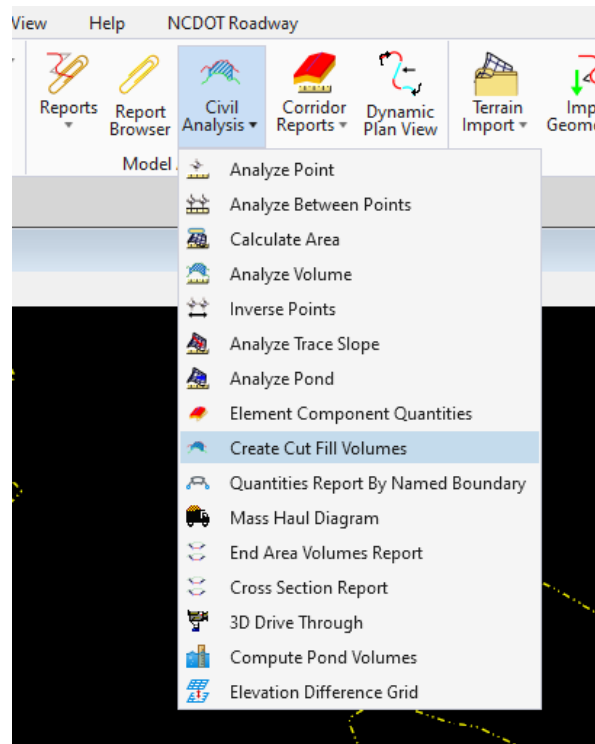 View Help NCDOT Roadway
Reports
Report
Browser
Civil
Analysis
Corridor
Reports
Dynamic
Plan View
Terrain
Import
Model
Analyze Point
Analyze Between Points
Calculate Area
Analyze Volume
Inverse Points
Analyze Trace Slope
Analyze Pond
Element Component Quantities
Create Cut Fill Volumes
Quantities Report By Named Boundary
Mass Haul Diagram
End Area Volumes Report
Cross Section Report
3D Drive Through
Compute Pond Volumes
Elevation Difference Grid